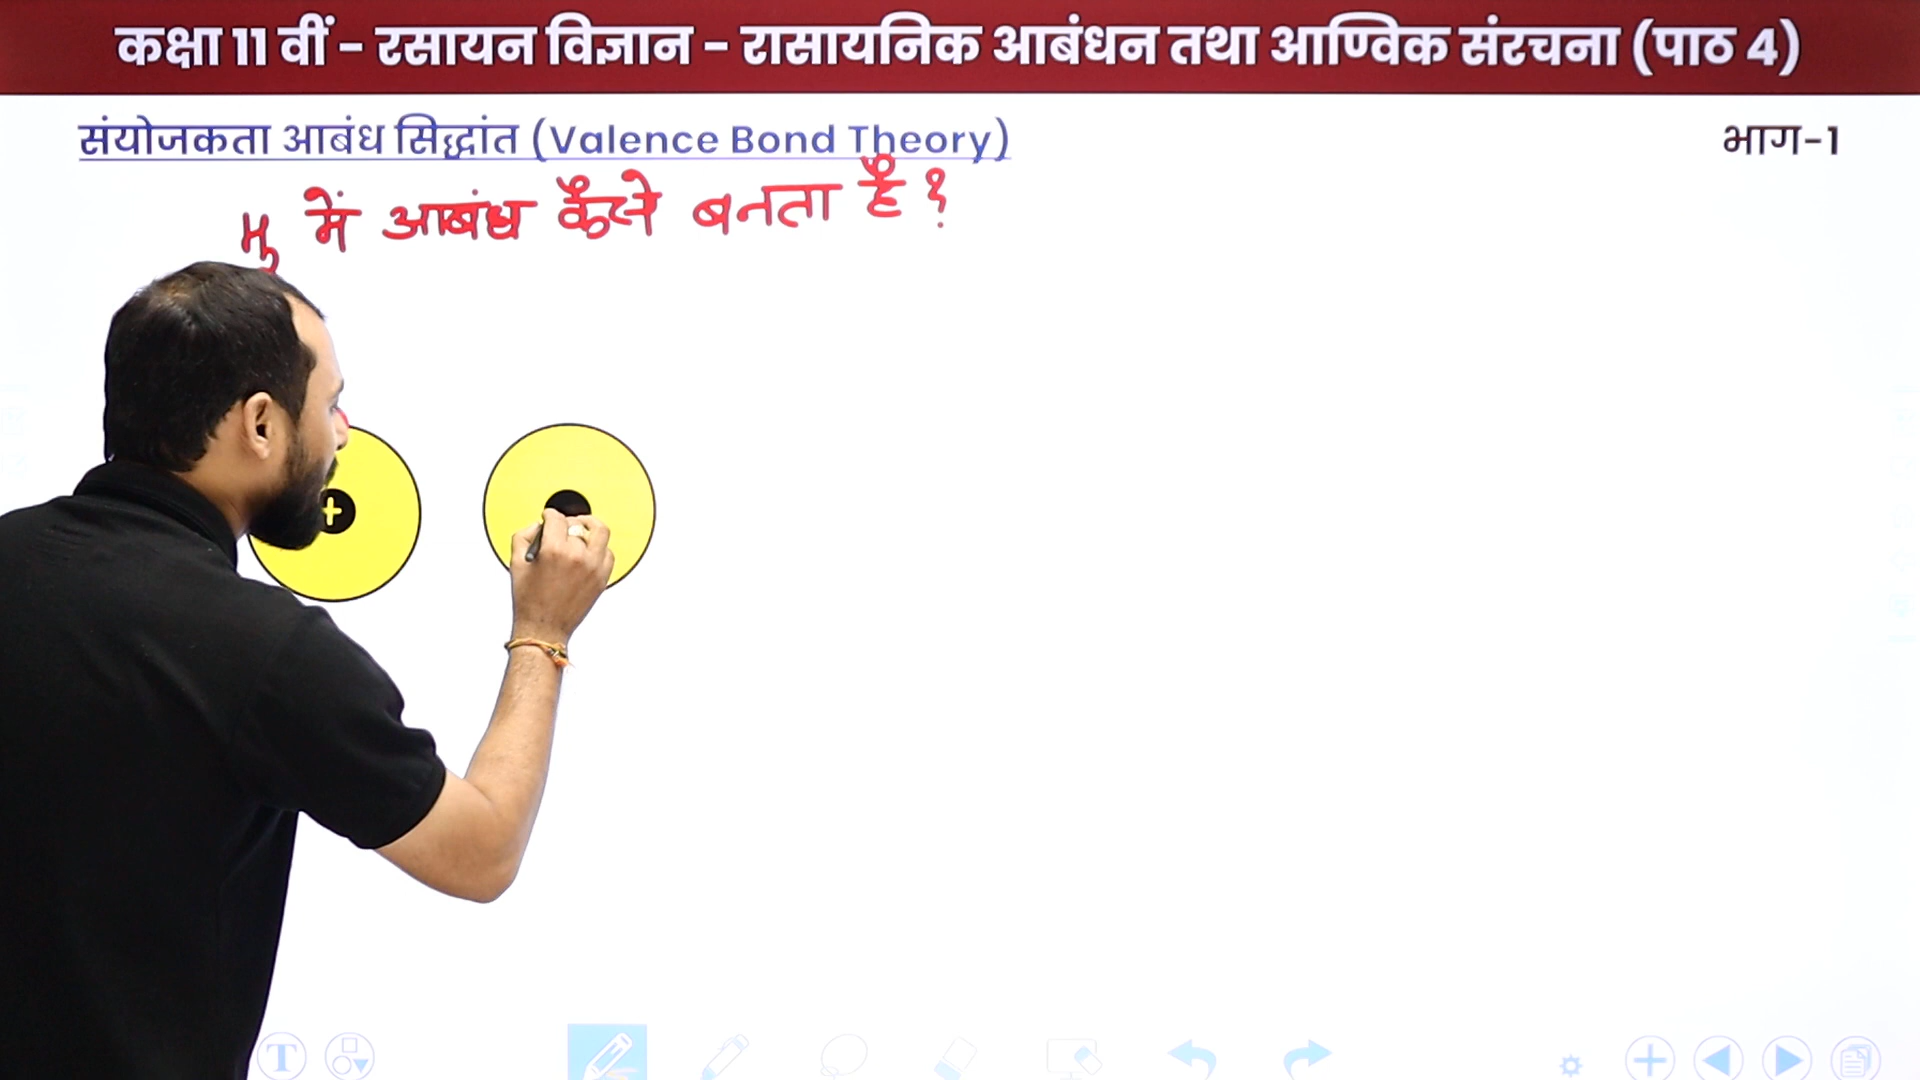 कक्षा 11 वीं - रसायन विज्ञान - रासायनिक आबंधन तथा आण्विक संरचना (पाठ 4)
संयोजकता आबंध सिद्धांत (Valence Bond Theory)
भाग-1
H₂ में आबंध कैसे बनता है ?
+
T